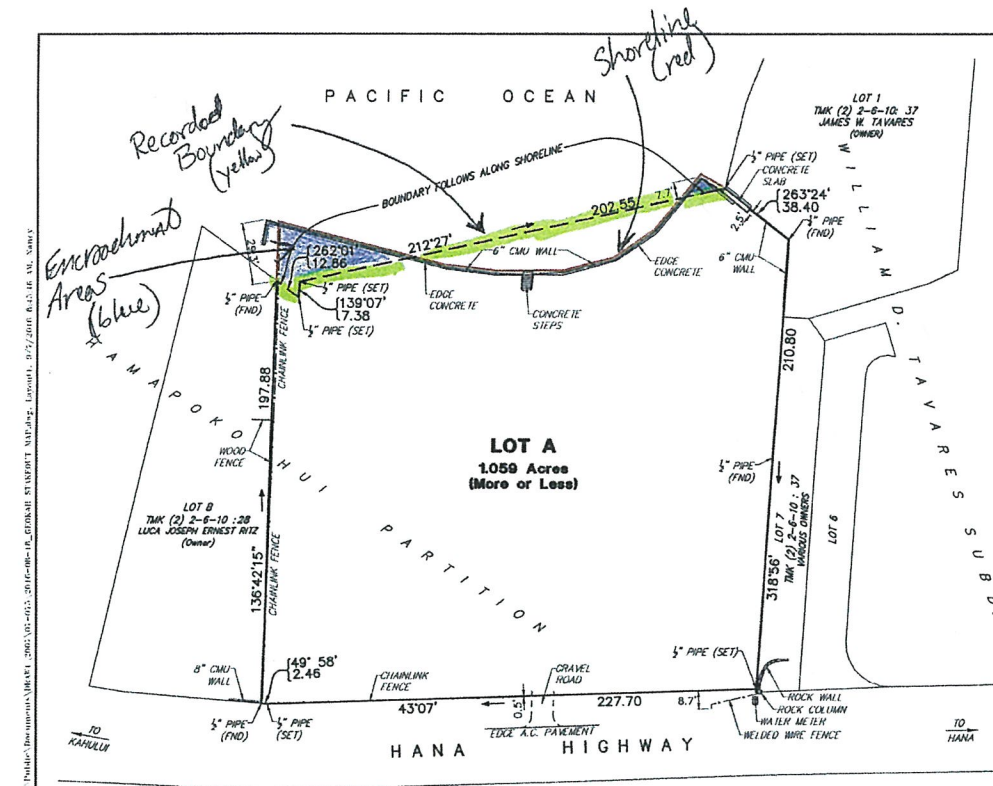 Shoreline
(red)
PACIFIC OCEAN
Recorded
Boundary
(yellow)
LOT 1
TMK (2) 2-6-10: 37
JAMES W. TAVARES
(OWNER)
WILLIAM D. TAVARES SUBD.
BOUNDARY FOLLOWS ALONG SHORELINE
½" PIPE (SET)
CONCRETE
SLAB
263°24'
38.40
½" PIPE
(FND)
7.7'
2.5'
202.55
212°27'
6" CMU WALL
6" CMU
WALL
Encroachment
Areas
(blue)
262°01'
12.66
½" PIPE (SET)
139°07'
7.38
½" PIPE (SET)
½" PIPE
(FND)
EDGE
CONCRETE
EDGE
CONCRETE
CONCRETE
STEPS
HAMAPOKO HUI PARTITION
197.88
CHAINLINK FENCE
WOOD
FENCE
210.80
LOT A
1.059 Acres
(More or Less)
½" PIPE
(FND)
LOT 8
TMK (2) 2-6-10 :28
LUCA JOSEPH ERNEST RITZ
(Owner)
136°42'15"
CHAINLINK FENCE
318°56'
LOT 7
TMK (2) 2-6-10 : 37
VARIOUS OWNERS
LOT 6
½" PIPE (SET)
8" CMU
WALL
49° 58'
2.46
CHAINLINK
FENCE
GRAVEL
ROAD
43°07'
0.5'
227.70
8.7'
ROCK WALL
ROCK COLUMN
WATER METER
WELDED WIRE FENCE
½" PIPE
(FND)
½" PIPE
(SET)
EDGE A.C. PAVEMENT
TO
KAHULUI
HANA HIGHWAY
TO
HANA